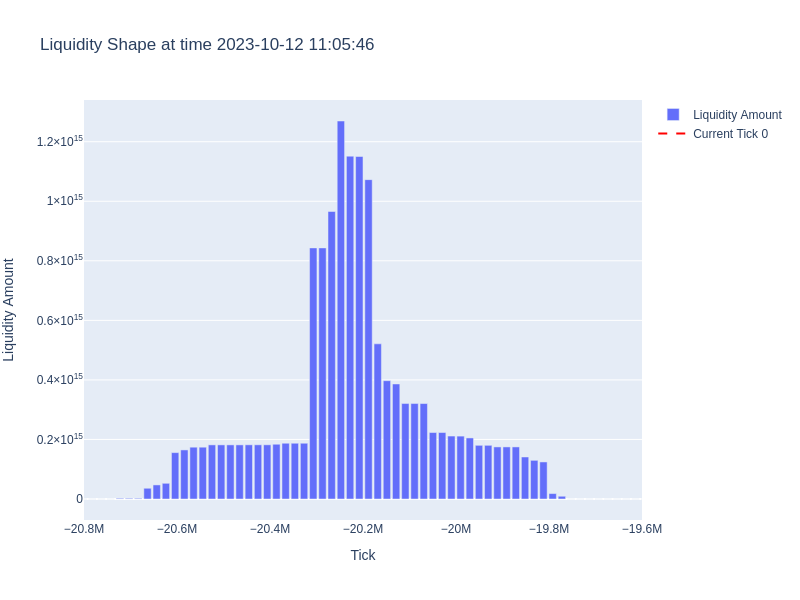 Liquidity Shape at time 2023-10-12 11:05:46
Liquidity Amount
Current Tick 0
Liquidity Amount
1.2×10¹⁵
1×10¹⁵
0.8×10¹⁵
0.6×10¹⁵
0.4×10¹⁵
0.2×10¹⁵
0
−20.8M −20.6M −20.4M −20.2M −20M −19.8M −19.6M
Tick